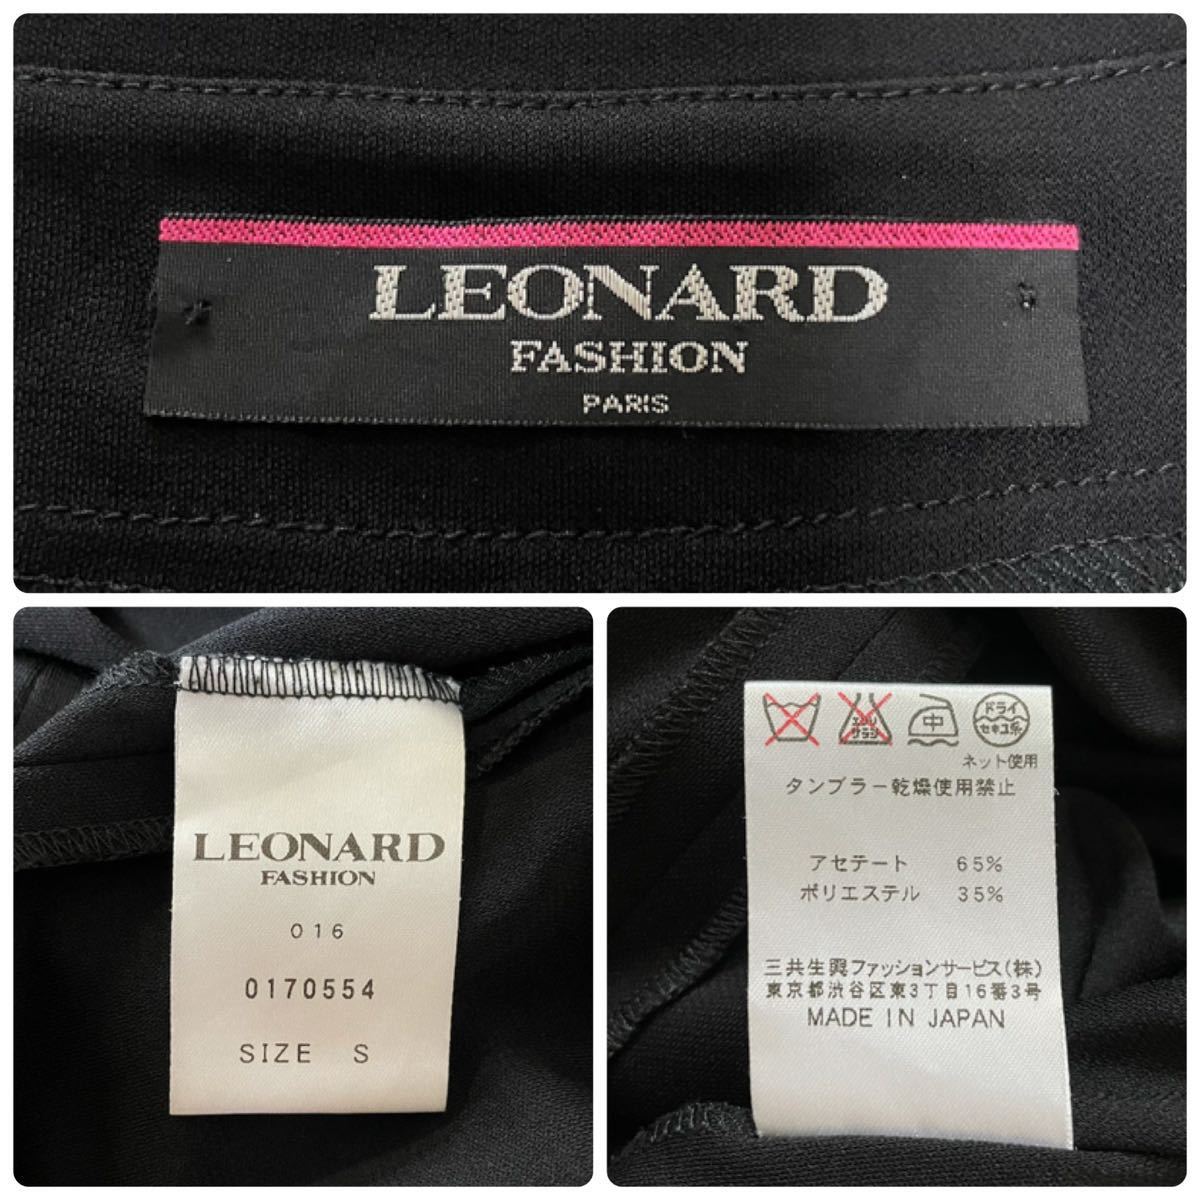 LEONARD
FASHION
PARIS
LEONARD
FASHION
016
0170554
SIZE S
エンソ
サラシ
中
ドライ
セキユ系
ネット使用
タンブラー乾燥使用禁止
アセテート 65%
ポリエステル 35%
三共生興ファッションサービス(株)
東京都渋谷区東3丁目16番3号
MADE IN JAPAN